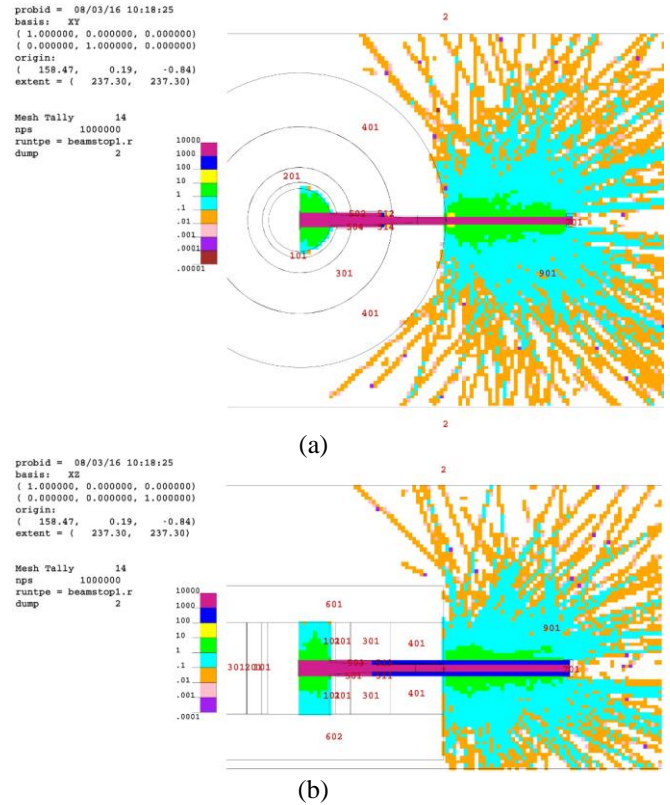 probid = 08/03/16 10:18:25
basis: XY
( 1.000000, 0.000000, 0.000000)
( 0.000000, 1.000000, 0.000000)
origin:
( 158.47, 0.19, -0.84)
extent = ( 237.30, 237.30)
Mesh Tally 14
nps 1000000
runtpe = beamstop1.r
dump 2
10000
1000
100
10
1
.1
.01
.001
.0001
.00001
2
401
201
502 512
504 514
101
301
401
901
2
(a)
probid = 08/03/16 10:18:25
basis: XZ
( 1.000000, 0.000000, 0.000000)
( 0.000000, 0.000000, 1.000000)
origin:
( 158.47, 0.19, -0.84)
extent = ( 237.30, 237.30)
Mesh Tally 14
nps 1000000
runtpe = beamstop1.r
dump 2
10000
1000
100
10
1
.1
.01
.001
.0001
2
601
901
301
401
301
401
602
(b)